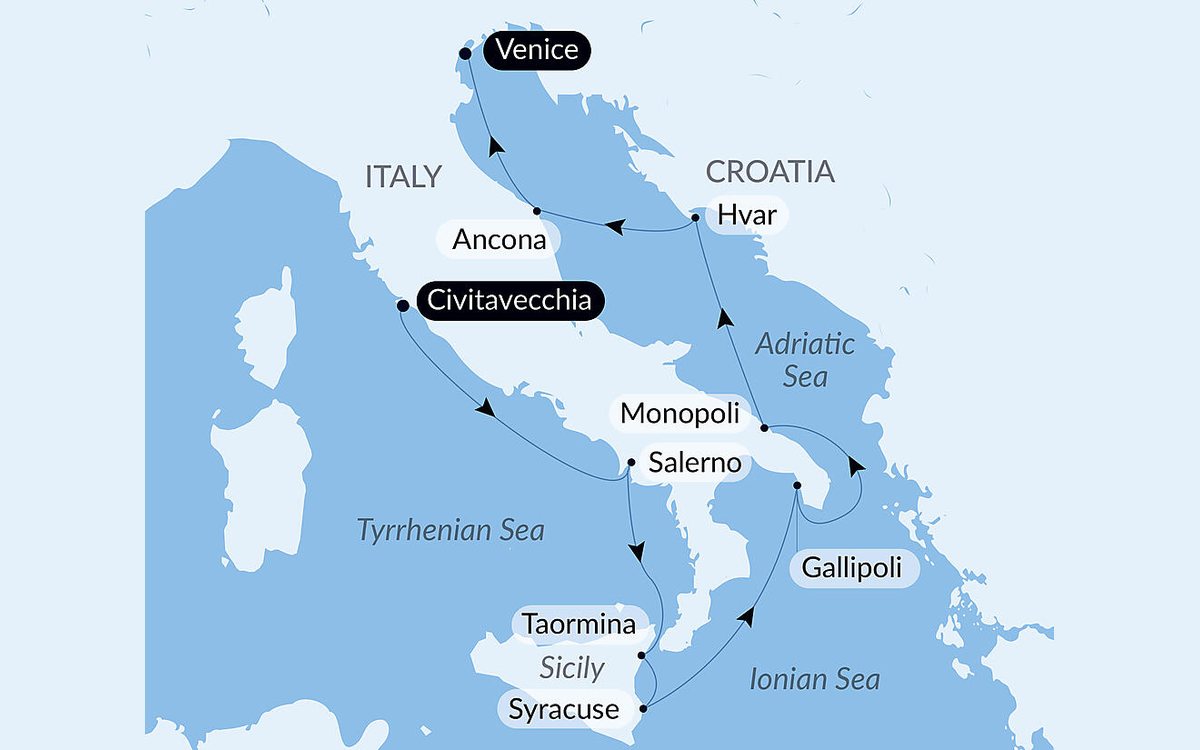 Venice
ITALY
CROATIA
Hvar
Ancona
Civitavecchia
Adriatic
Sea
Monopoli
Salerno
Tyrrhenian Sea
Gallipoli
Taormina
Sicily
Ionian Sea
Syracuse